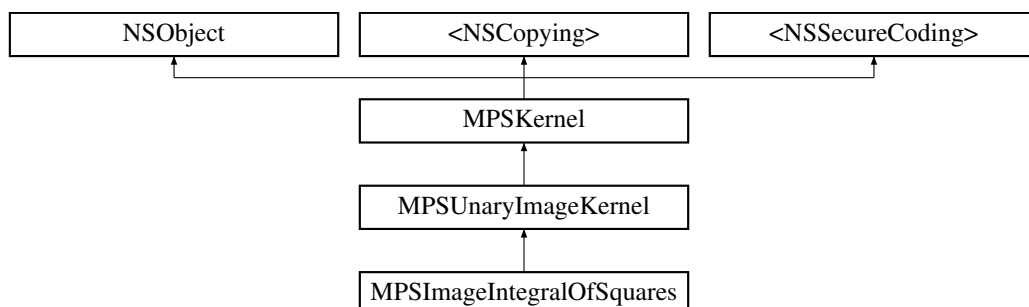 NSObject
<NSCopying>
<NSSecureCoding>
MPSKernel
MPSUnaryImageKernel
MPSImageIntegralOfSquares